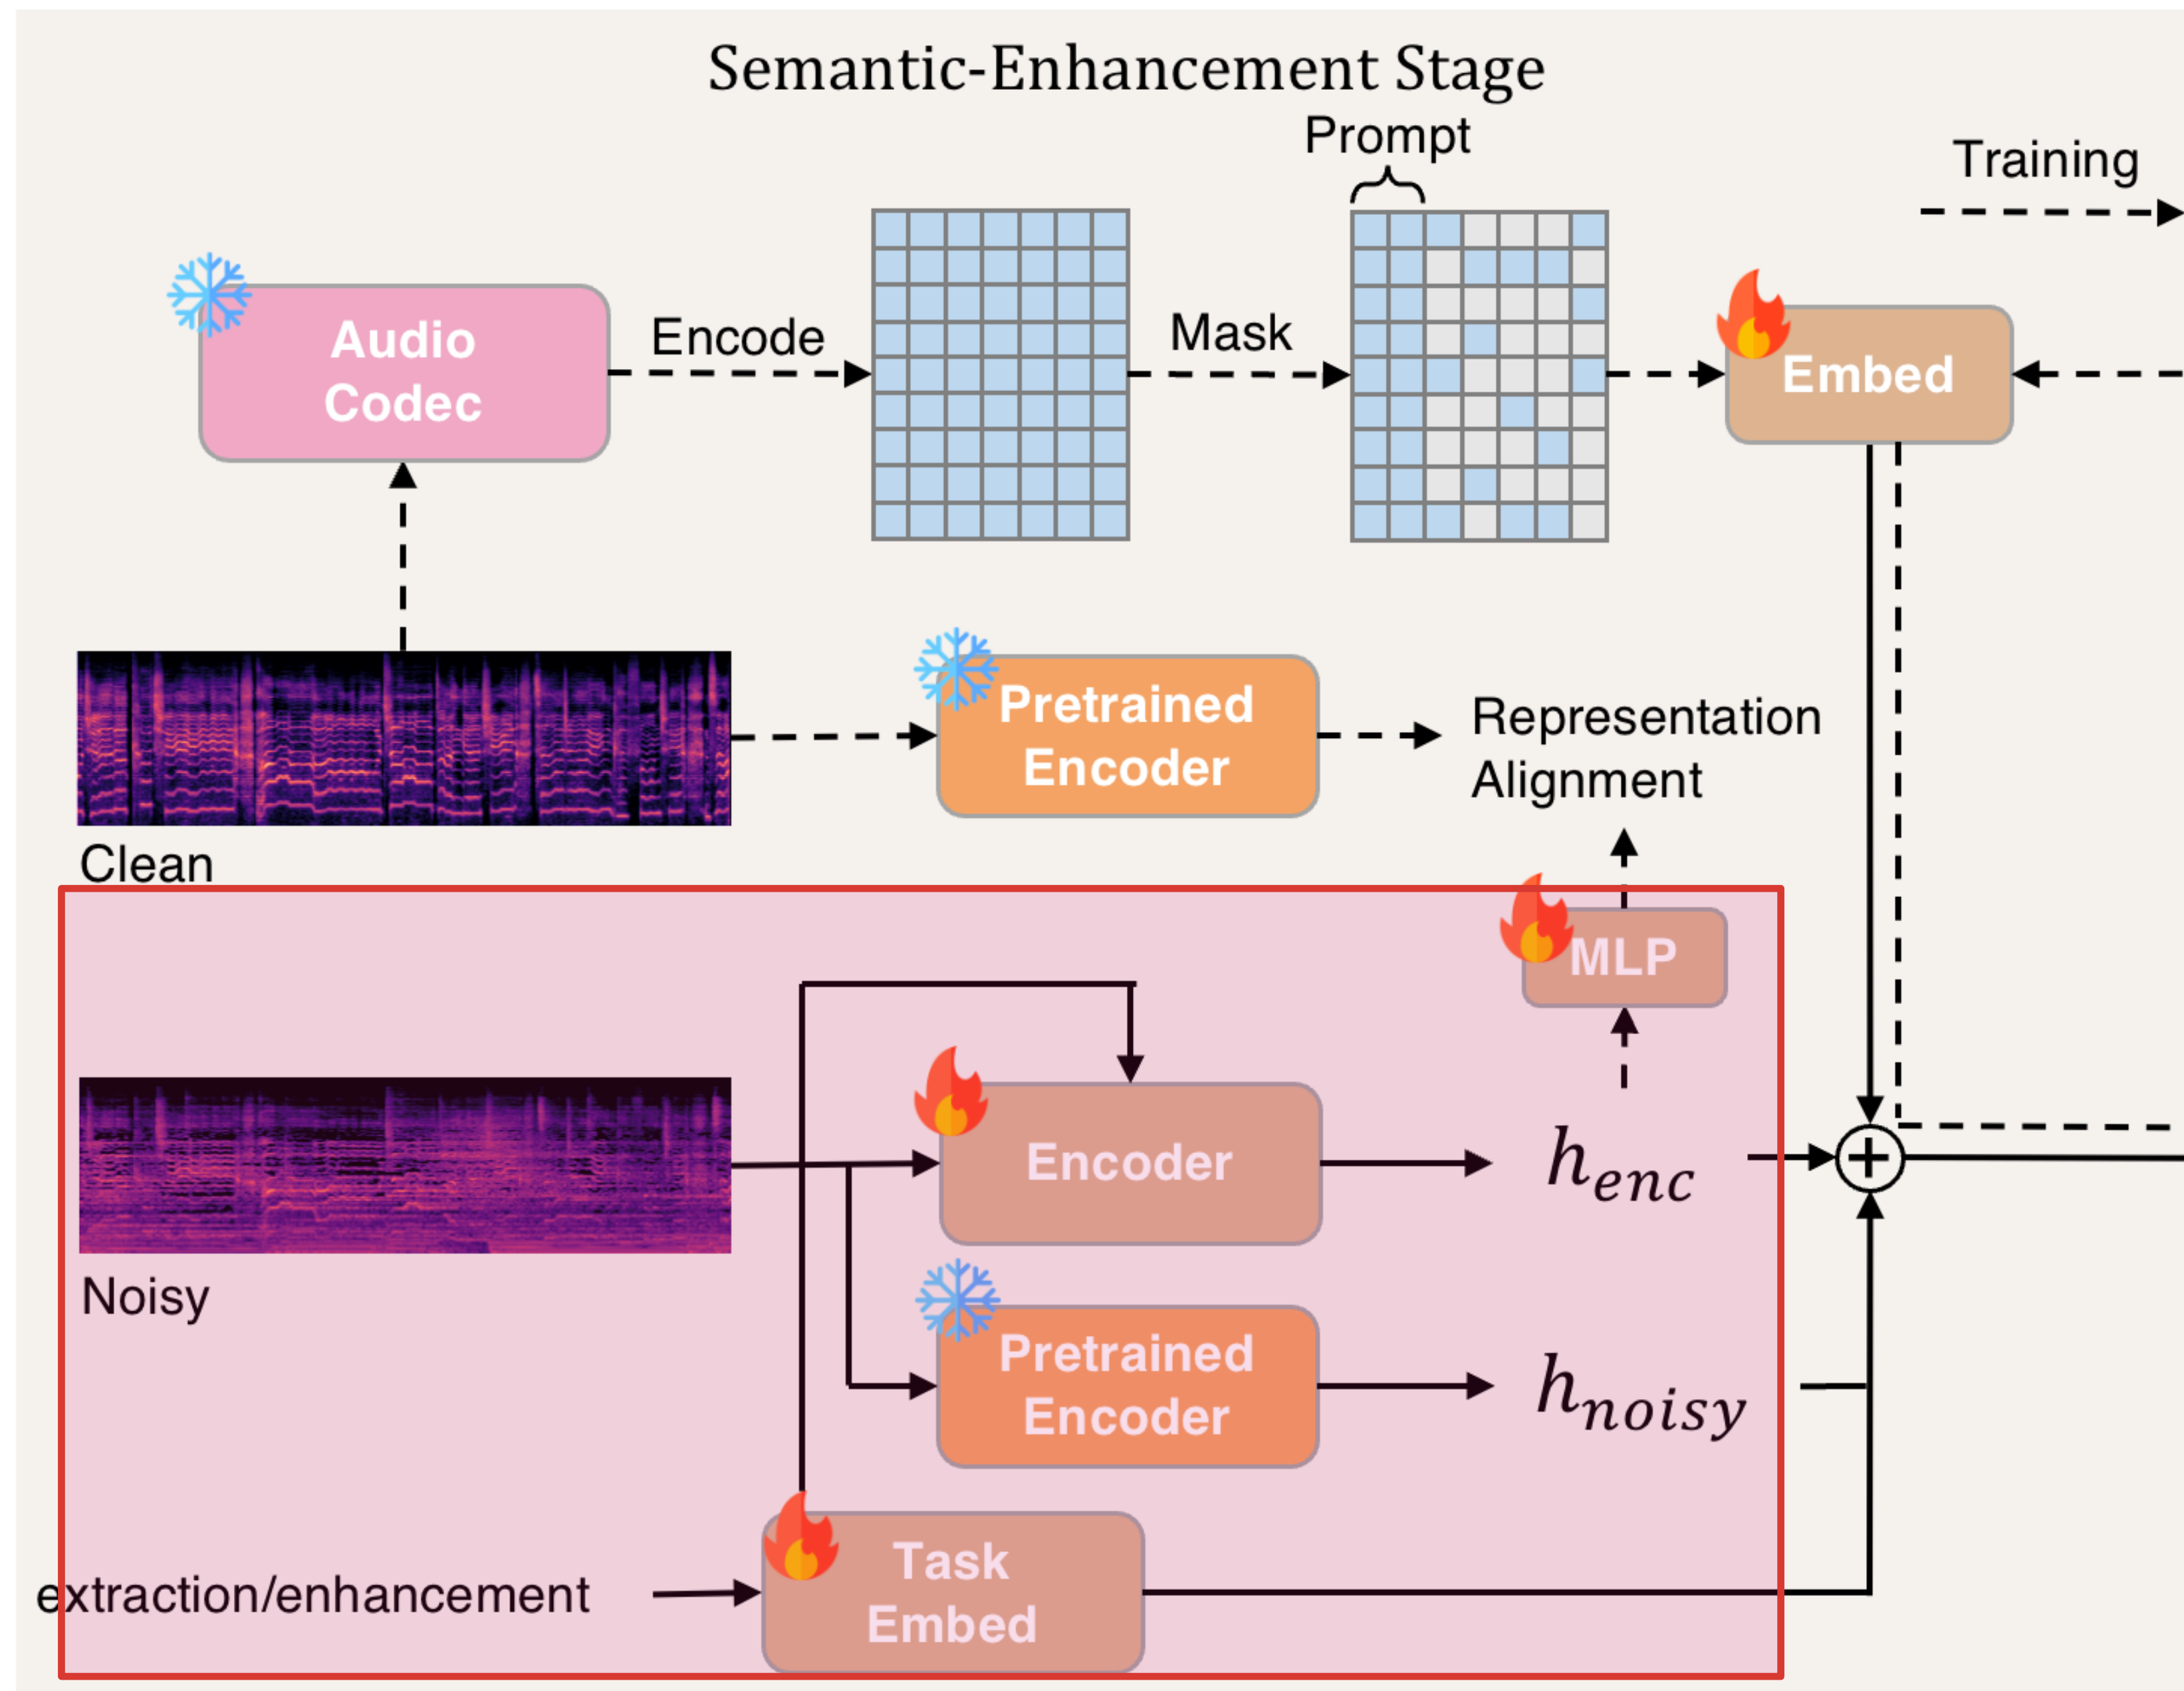 Semantic-Enhancement Stage
Prompt
Training
Audio
Codec
Encode
Mask
Embed
Pretrained
Encoder
Representation
Alignment
Clean
MLP
Encoder
h_enc
Noisy
Pretrained
Encoder
h_noisy
extraction/enhancement
Task
Embed